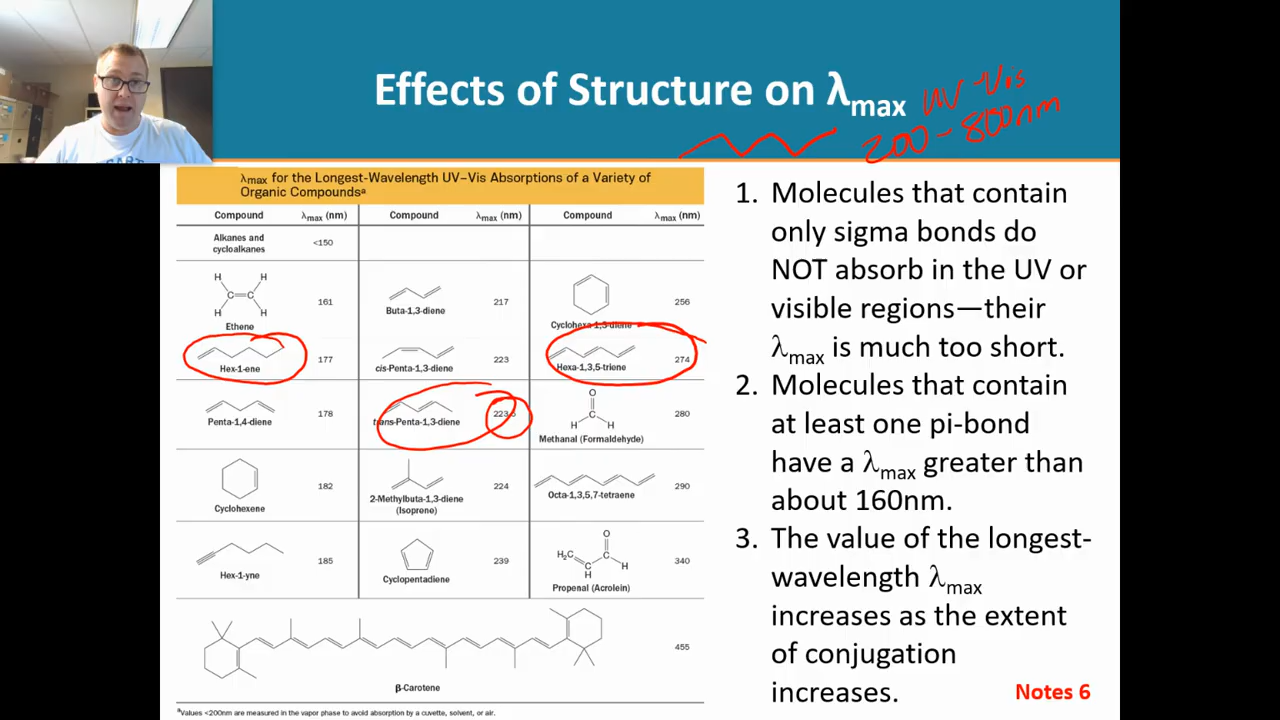 Effects of Structure on λmax
UV-Vis
200-800nm
λmax for the Longest-Wavelength UV–Vis Absorptions of a Variety of
Organic Compoundsᵃ
Compound λmax (nm) Compound λmax (nm) Compound λmax (nm)
Alkanes and
cycloalkanes
<150
H H
C=C
H H
161
Ethene
217
Buta-1,3-diene
256
Cyclohexa-1,3-diene
177
Hex-1-ene
223
cis-Penta-1,3-diene
274
Hexa-1,3,5-triene
178
Penta-1,4-diene
223
trans-Penta-1,3-diene
O
C
H H
280
Methanal (Formaldehyde)
182
Cyclohexene
224
2-Methylbuta-1,3-diene
(Isoprene)
290
Octa-1,3,5,7-tetraene
185
Hex-1-yne
239
Cyclopentadiene
O
H₂C C
C H
H
340
Propenal (Acrolein)
455
β-Carotene
ᵃValues <200nm are measured in the vapor phase to avoid absorption by a cuvette, solvent, or air.
1. Molecules that contain
only sigma bonds do
NOT absorb in the UV or
visible regions—their
λmax is much too short.
2. Molecules that contain
at least one pi-bond
have a λmax greater than
about 160nm.
3. The value of the longest-
wavelength λmax
increases as the extent
of conjugation
increases.
Notes 6